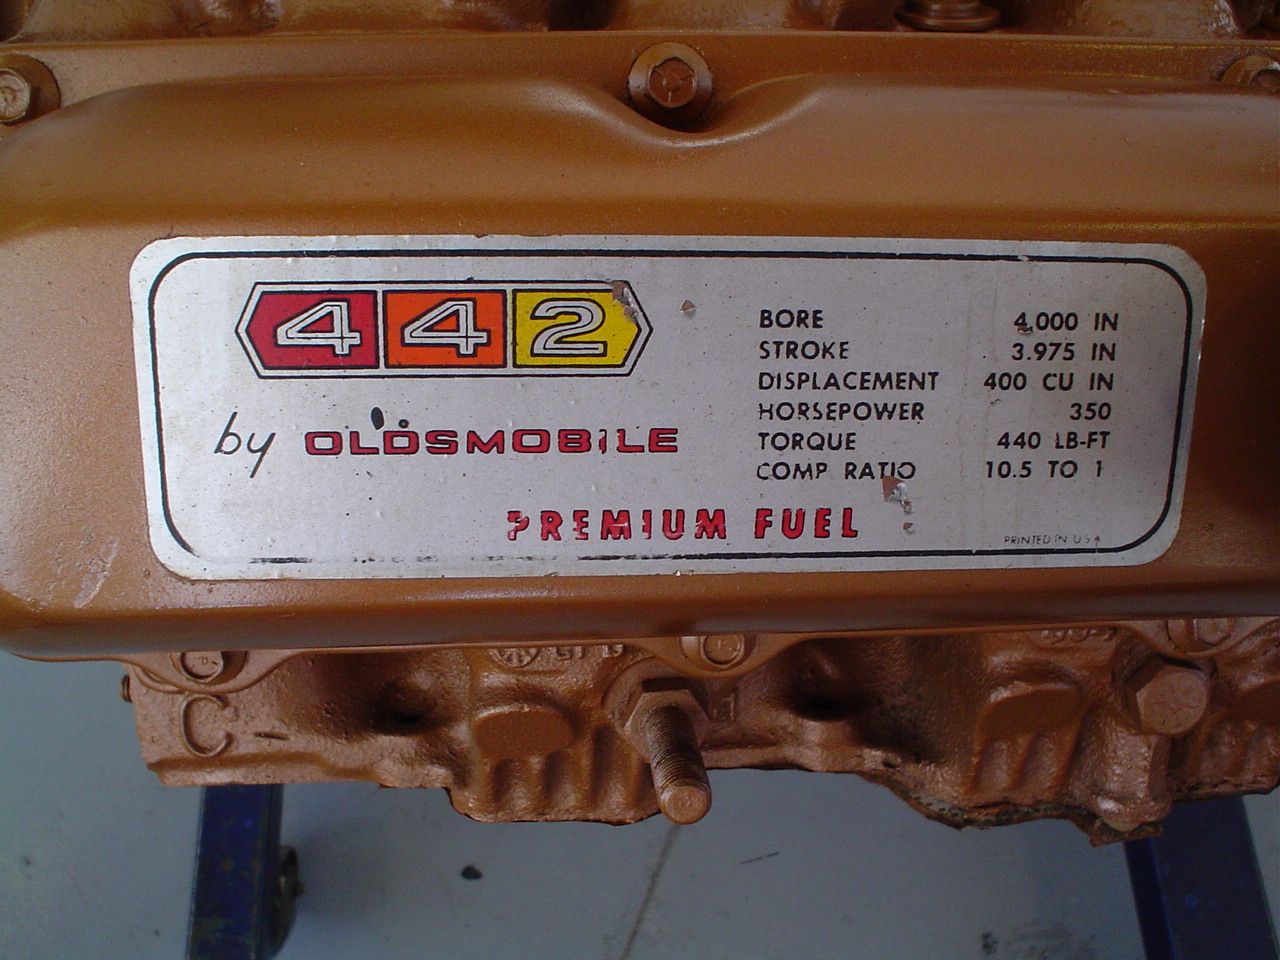 442
by OLDSMOBILE
BORE 4.000 IN
STROKE 3.975 IN
DISPLACEMENT 400 CU IN
HORSEPOWER 350
TORQUE 440 LB-FT
COMP RATIO 10.5 TO 1
PREMIUM FUEL
PRINTED IN U S A
C